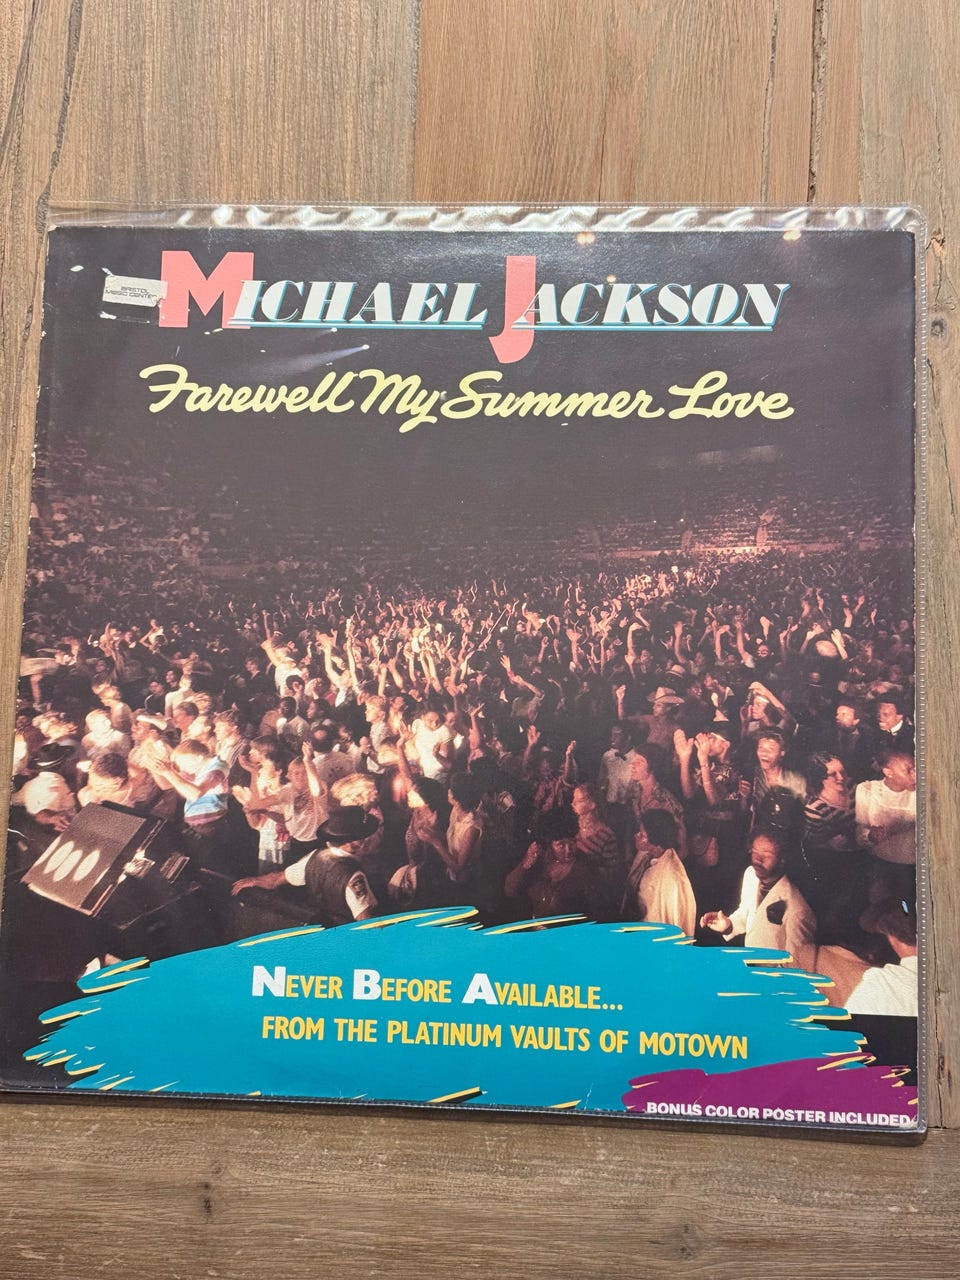 MICHAEL JACKSON
BRISTOL
MUSIC CENTER
Farewell My Summer Love
NEVER BEFORE AVAILABLE...
FROM THE PLATINUM VAULTS OF MOTOWN
BONUS COLOR POSTER INCLUDED